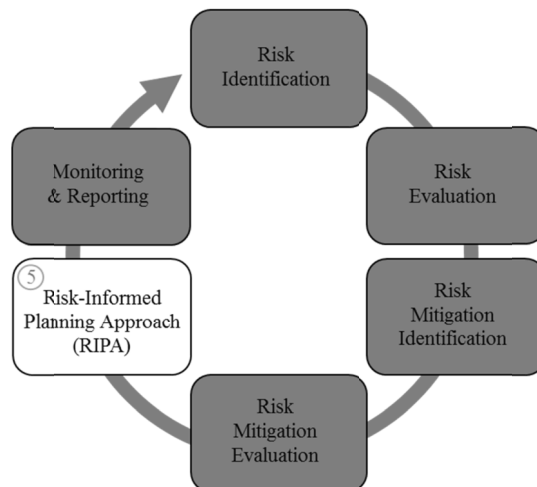 Risk
Identification
Risk
Evaluation
Risk
Mitigation
Identification
Risk
Mitigation
Evaluation
5
Risk-Informed
Planning Approach
(RIPA)
Monitoring
& Reporting